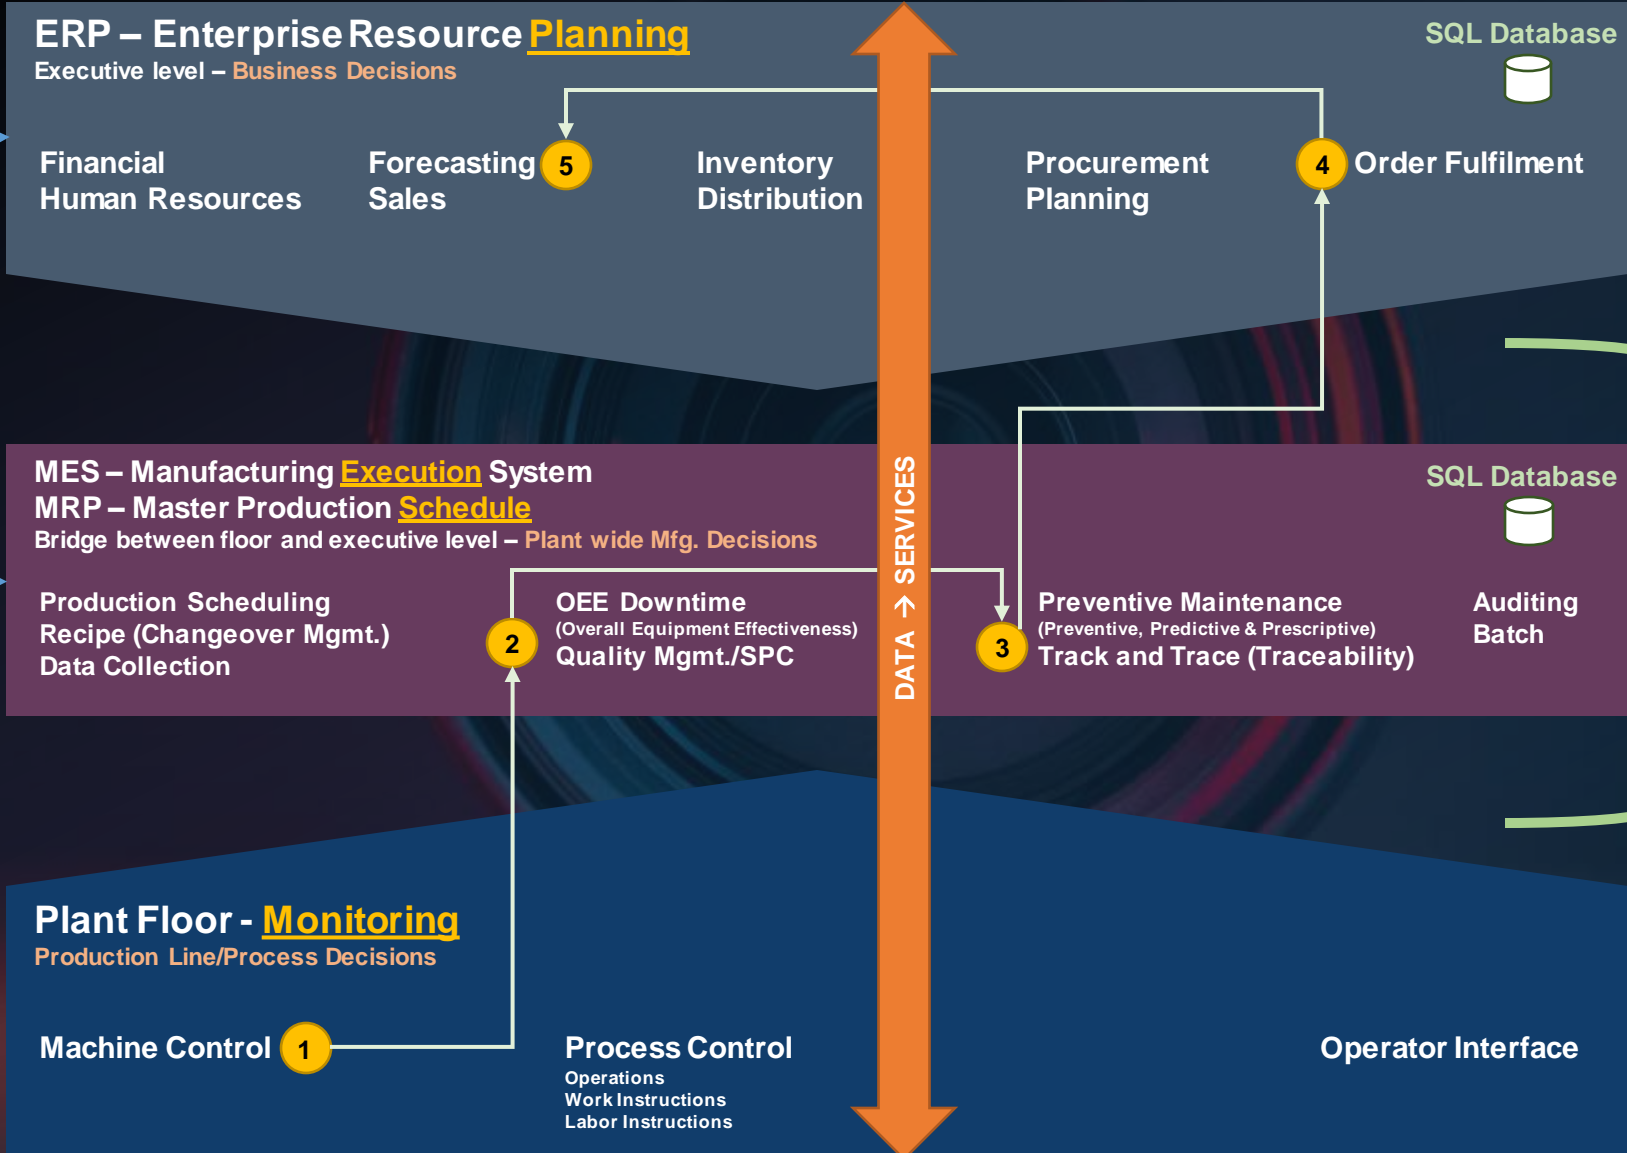 ERP – Enterprise Resource Planning
Executive level – Business Decisions
SQL Database
Financial
Human Resources
Forecasting
Sales
5
Inventory
Distribution
Procurement
Planning
4
Order Fulfilment
MES – Manufacturing Execution System
MRP – Master Production Schedule
Bridge between floor and executive level – Plant wide Mfg. Decisions
SQL Database
Production Scheduling
Recipe (Changeover Mgmt.)
Data Collection
2
OEE Downtime
(Overall Equipment Effectiveness)
Quality Mgmt./SPC
DATA → SERVICES
3
Preventive Maintenance
(Preventive, Predictive & Prescriptive)
Track and Trace (Traceability)
Auditing
Batch
Plant Floor - Monitoring
Production Line/Process Decisions
Machine Control
1
Process Control
Operations
Work Instructions
Labor Instructions
Operator Interface